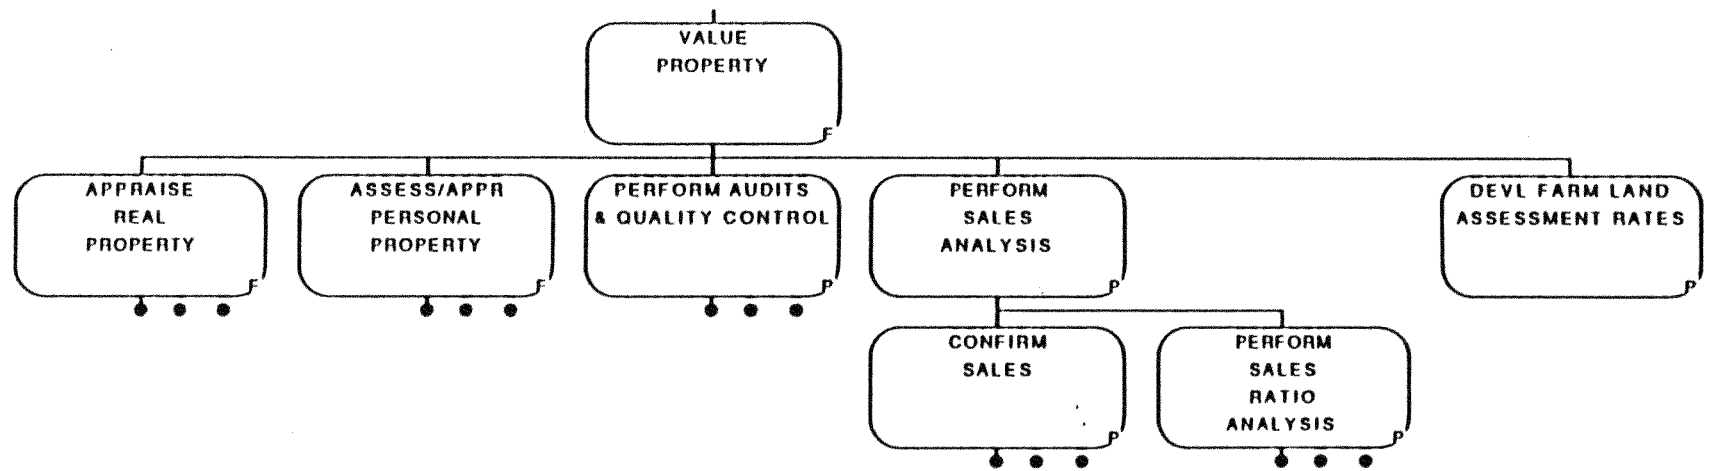 VALUE
PROPERTY
F
APPRAISE
REAL
PROPERTY
F
ASSESS/APPR
PERSONAL
PROPERTY
F
PERFORM AUDITS
& QUALITY CONTROL
P
PERFORM
SALES
ANALYSIS
P
DEVL FARM LAND
ASSESSMENT RATES
P
CONFIRM
SALES
P
PERFORM
SALES
RATIO
ANALYSIS
P